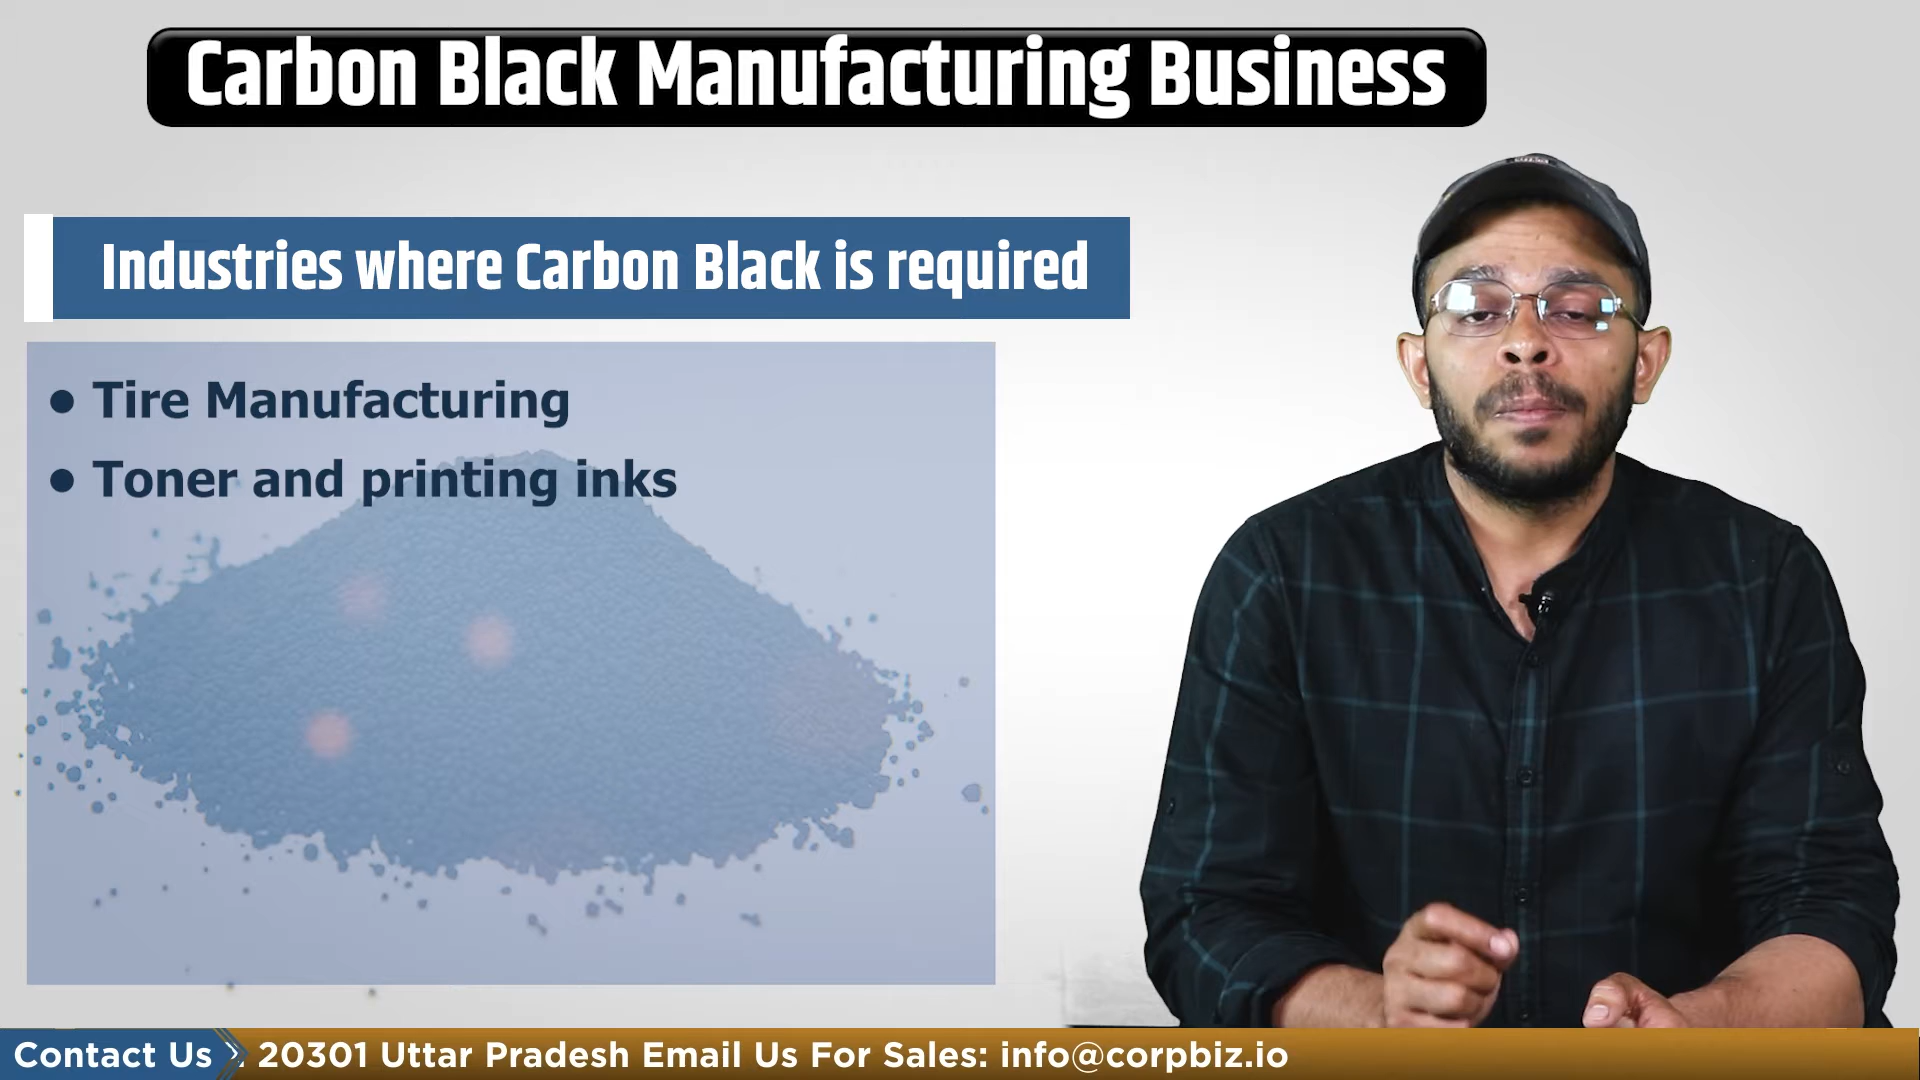 Carbon Black Manufacturing Business
Industries where Carbon Black is required
● Tire Manufacturing
● Toner and printing inks
Contact Us
20301 Uttar Pradesh Email Us For Sales: info@corpbiz.io